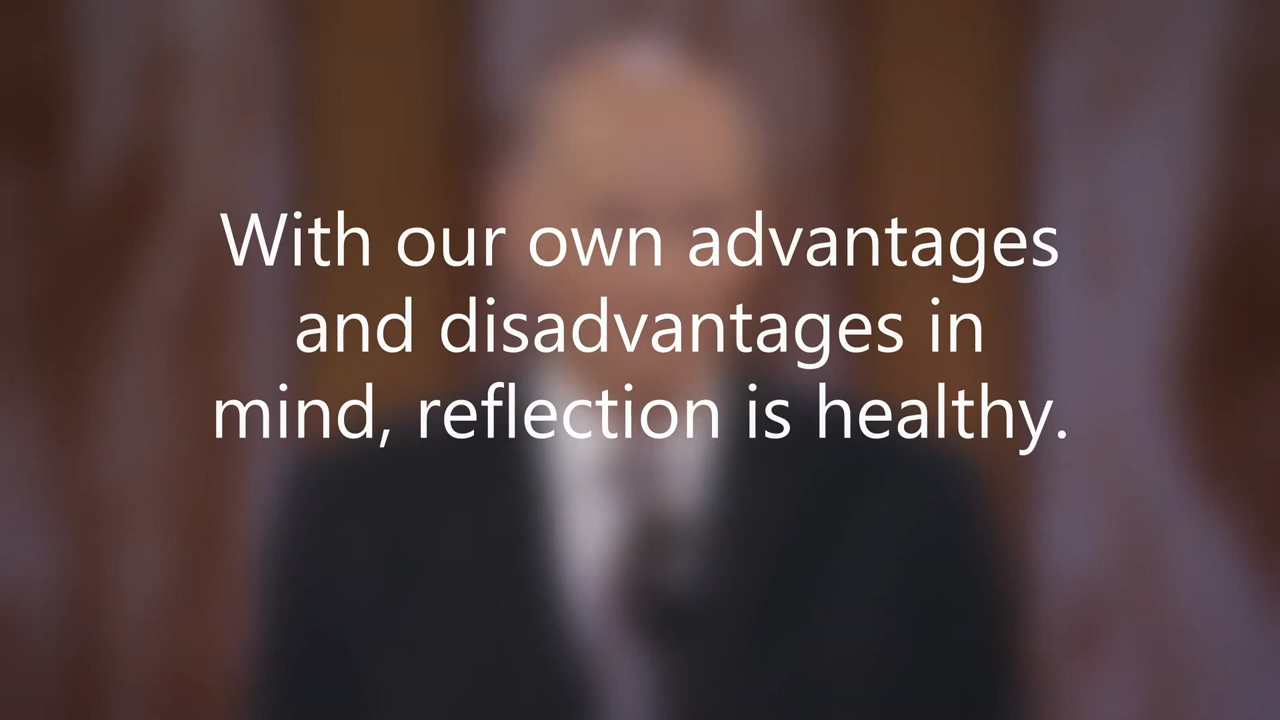 With our own advantages
and disadvantages in
mind, reflection is healthy.